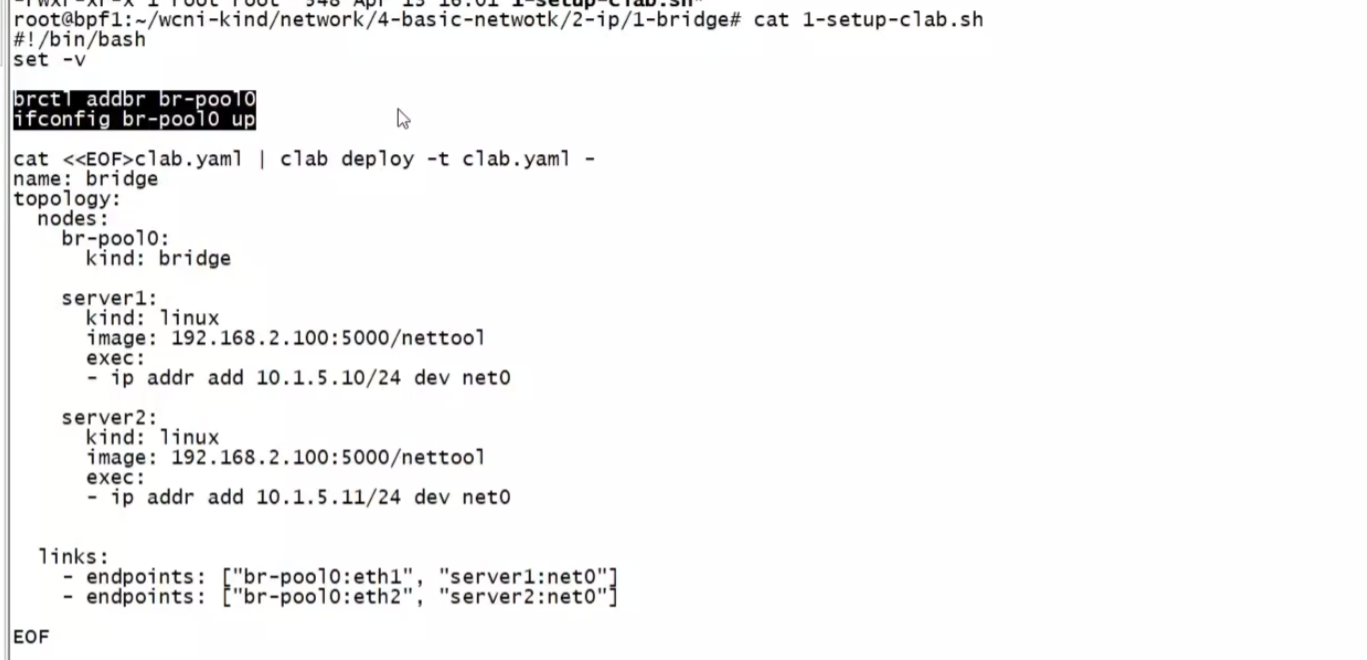 -rwxr-xr-x 1 root root 548 Apr 13 16:01 1-setup-clab.sh*
root@bpf1:~/wcni-kind/network/4-basic-netwotk/2-ip/1-bridge# cat 1-setup-clab.sh
#!/bin/bash
set -v
brctl addbr br-pool0
ifconfig br-pool0 up
cat <<EOF>clab.yaml | clab deploy -t clab.yaml -
name: bridge
topology:
nodes:
br-pool0:
kind: bridge
server1:
kind: linux
image: 192.168.2.100:5000/nettool
exec:
- ip addr add 10.1.5.10/24 dev net0
server2:
kind: linux
image: 192.168.2.100:5000/nettool
exec:
- ip addr add 10.1.5.11/24 dev net0
links:
- endpoints: ["br-pool0:eth1", "server1:net0"]
- endpoints: ["br-pool0:eth2", "server2:net0"]
EOF